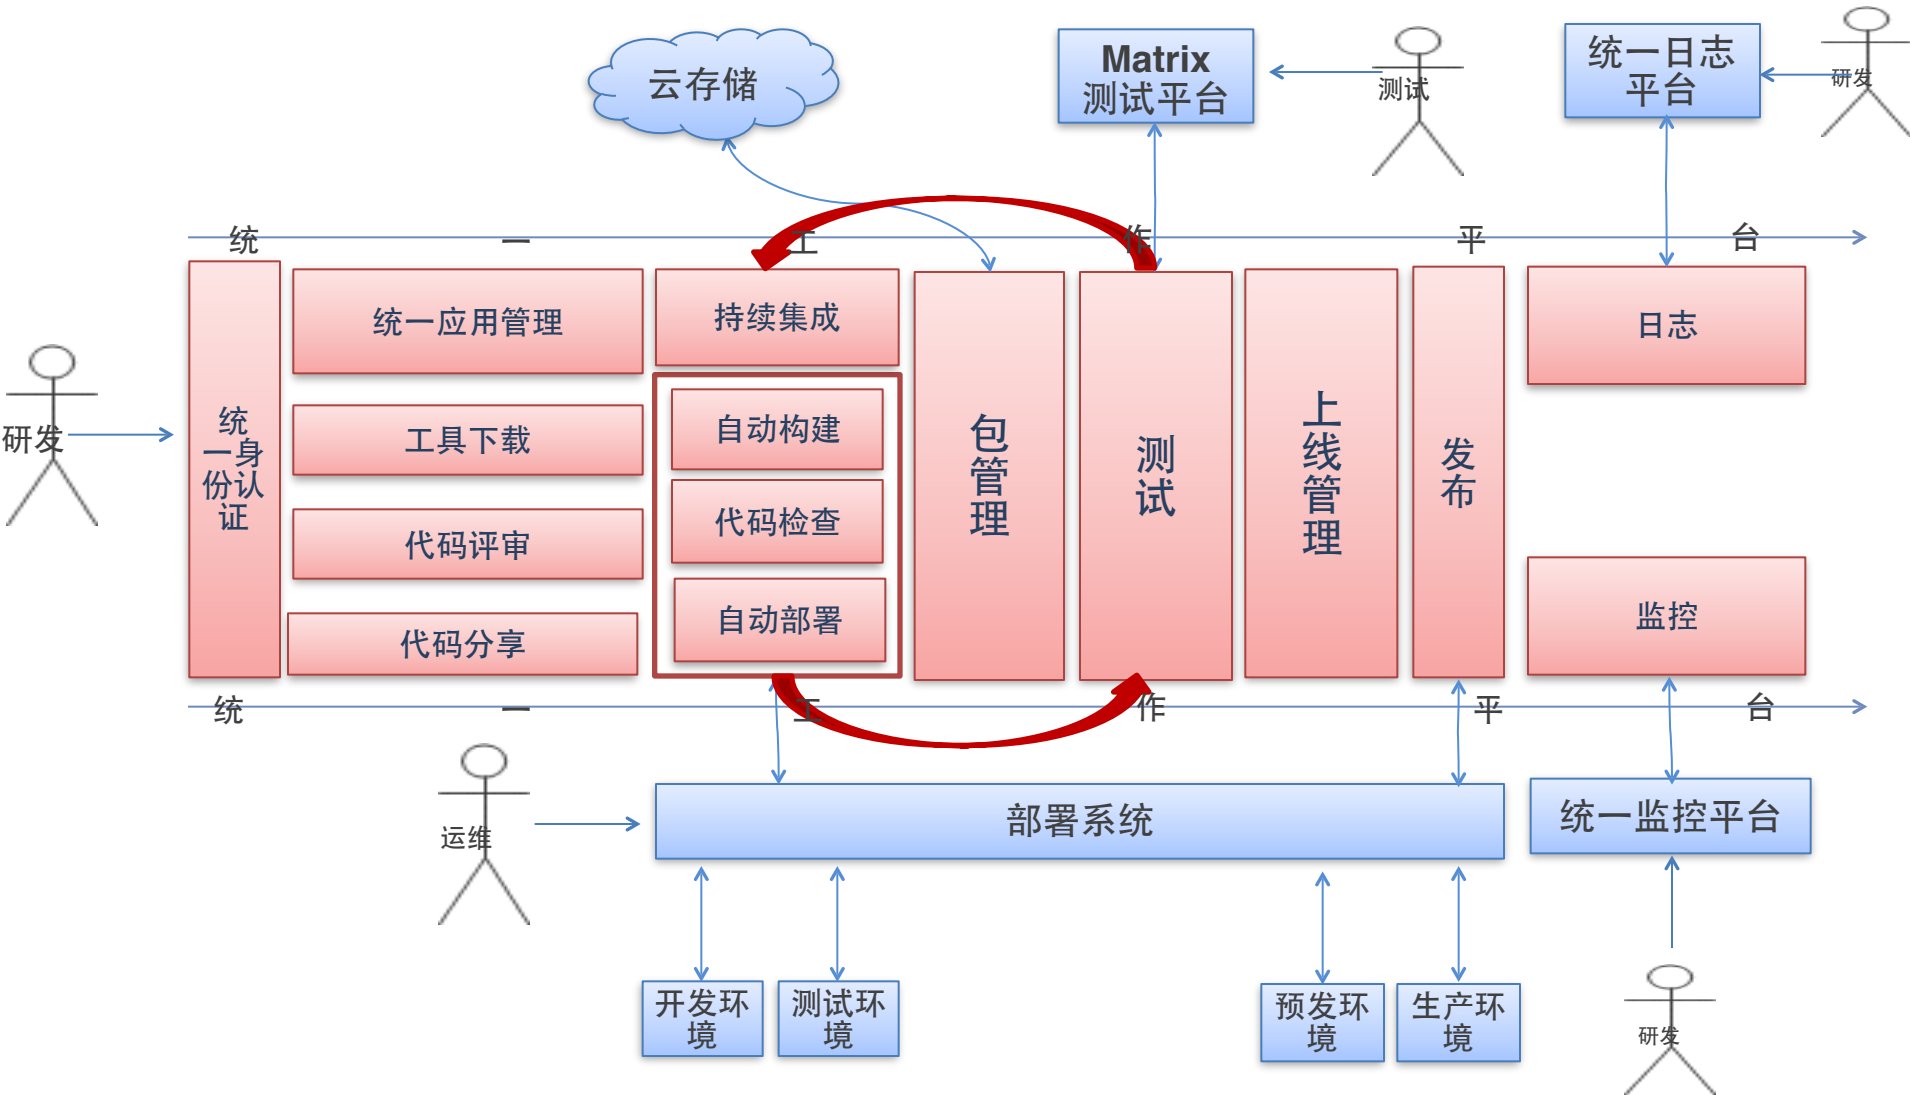 云存储
Matrix
测试平台
测试
统一日志
平台
研发
统 一 工 作 平 台
研发
统
一身
份认
证
统一应用管理
工具下载
代码评审
代码分享
持续集成
自动构建
代码检查
自动部署
包
管
理
测
试
上
线
管
理
发
布
日志
监控
统 一 工 作 平 台
运维
部署系统
统一监控平台
开发环
境
测试环
境
预发环
境
生产环
境
研发